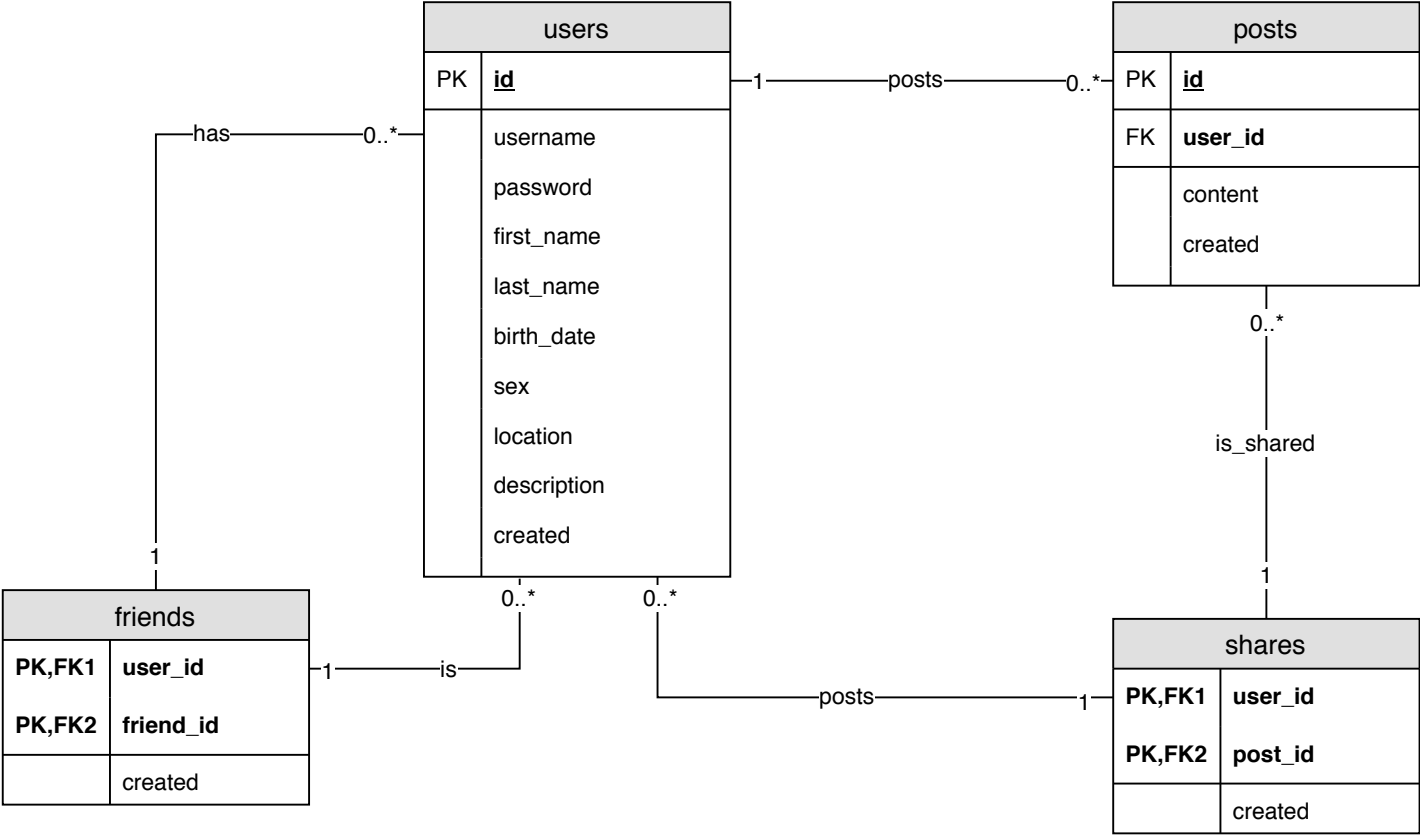 users
PK id
username
password
first_name
last_name
birth_date
sex
location
description
created
posts
PK id
FK user_id
content
created
1 posts 0..*
has 0..*
1
0..*
is_shared
1
friends
PK,FK1 user_id
PK,FK2 friend_id
created
0..*
1 is
0..*
posts 1
shares
PK,FK1 user_id
PK,FK2 post_id
created